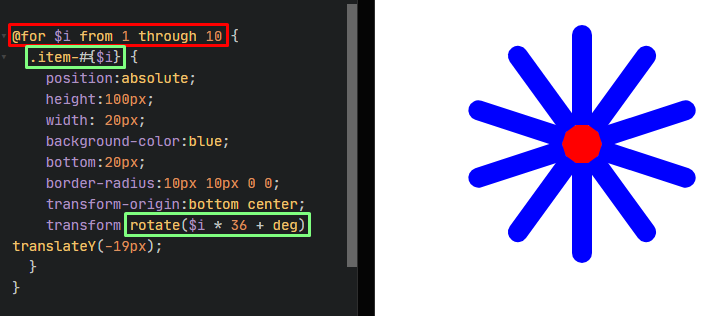 @for $i from 1 through 10 {
.item-#{$i} {
position:absolute;
height:100px;
width: 20px;
background-color:blue;
bottom:20px;
border-radius:10px 10px 0 0;
transform-origin:bottom center;
transform rotate($i * 36 + deg)
translateY(-19px);
}
}